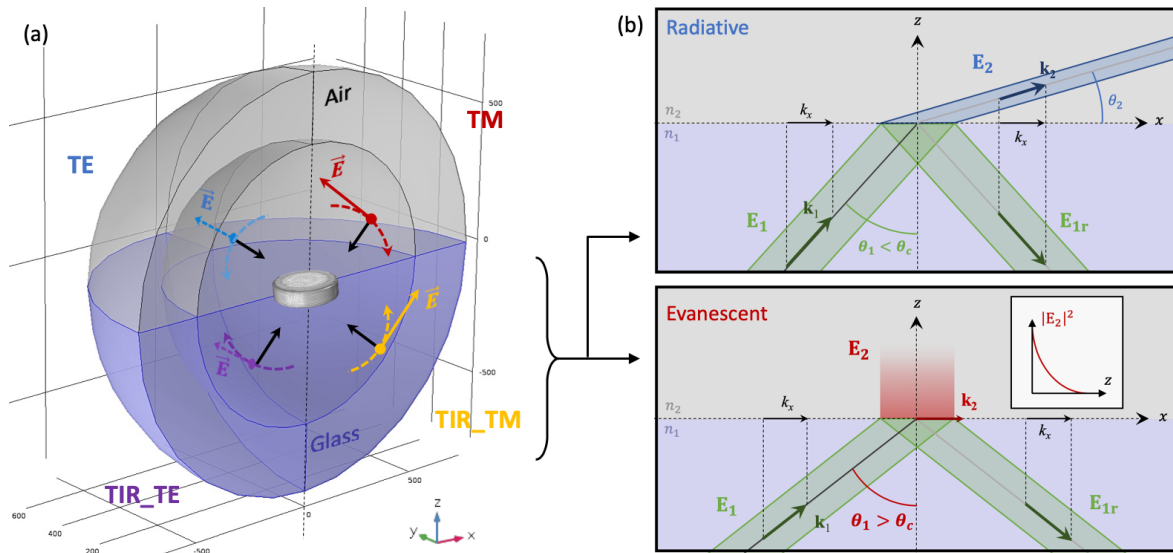 (a)
Air
TM
TE
E
E
500
0
-500
E
E
TIR_TM
Glass
TIR_TE
600
400
200
-500
0
500
z
y
x
(b)
Radiative
z
E₂
k₂
θ₂
n₂
n₁
kₓ
kₓ
x
E₁
k₁
θ₁ < θc
E₁ᵣ
Evanescent
z
E₂
|E₂|²
z
k₂
n₂
n₁
kₓ
kₓ
x
E₁
k₁
θ₁ > θc
E₁ᵣ